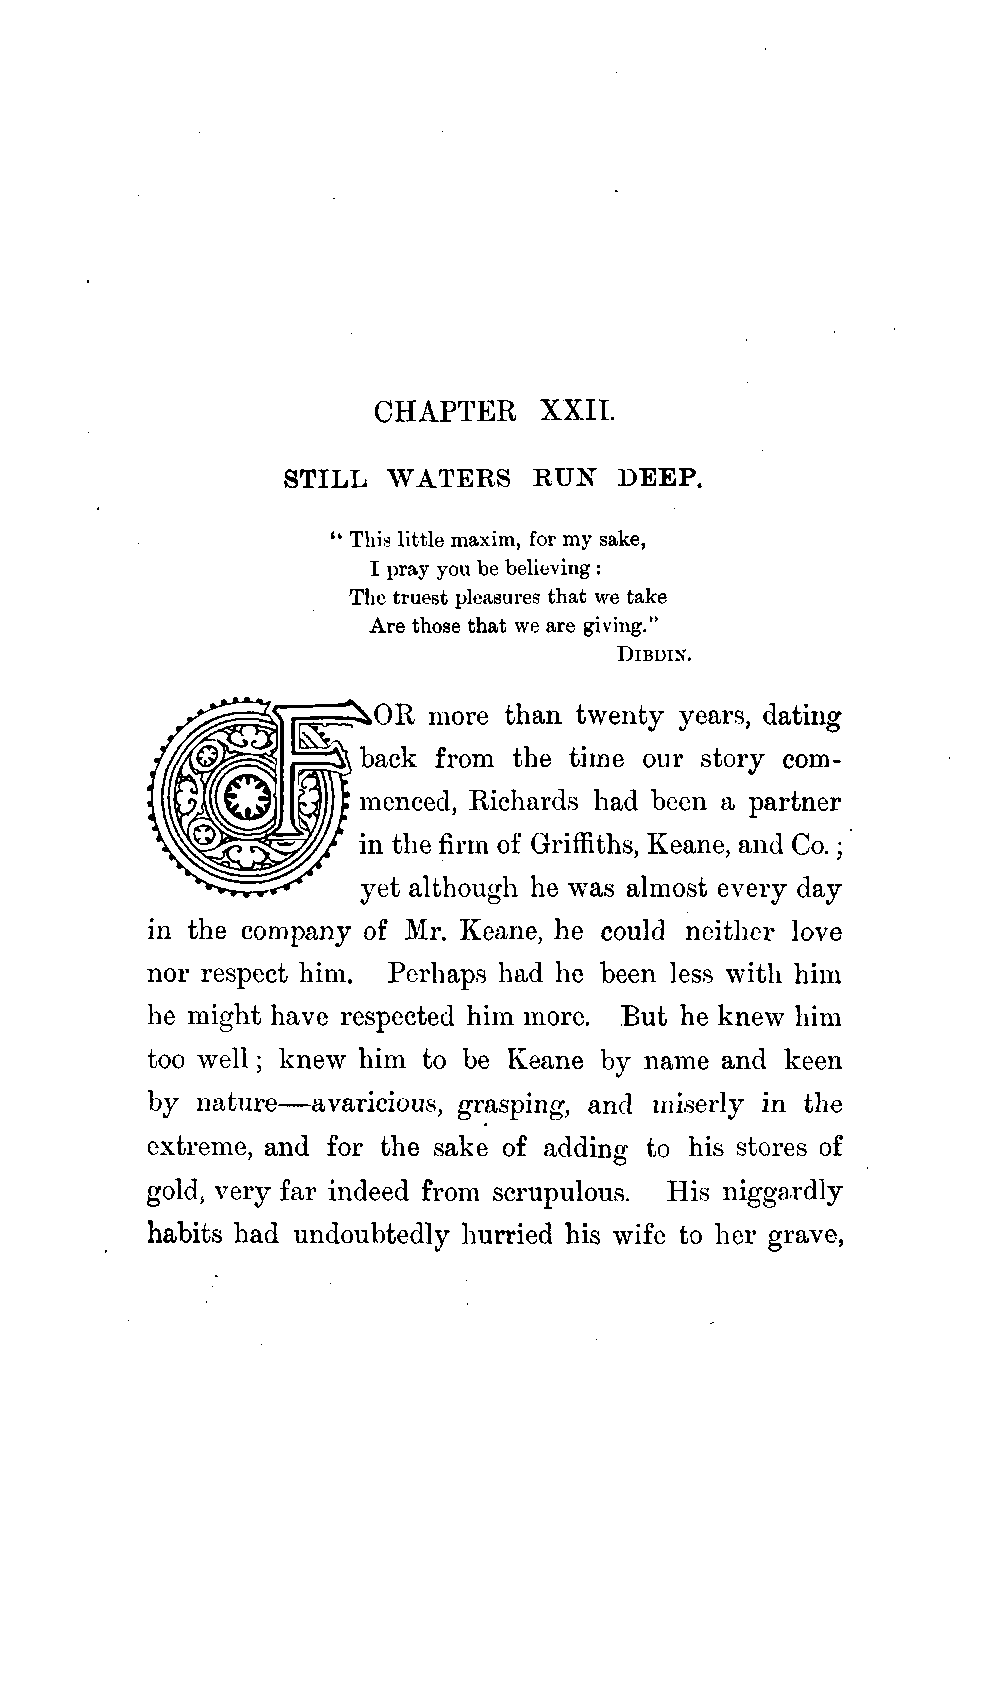 CHAPTER XXII.
STILL WATERS RUN DEEP.
“ This little maxim, for my sake,
I pray you be believing :
The truest pleasures that we take
Are those that we are giving.”
DIBDIN.
FOR more than twenty years, dating
back from the time our story com-
menced, Richards had been a partner
in the firm of Griffiths, Keane, and Co. ;
yet although he was almost every day
in the company of Mr. Keane, he could neither love
nor respect him. Perhaps had he been less with him
he might have respected him more. But he knew him
too well ; knew him to be Keane by name and keen
by nature—avaricious, grasping, and miserly in the
extreme, and for the sake of adding to his stores of
gold, very far indeed from scrupulous. His niggardly
habits had undoubtedly hurried his wife to her grave,